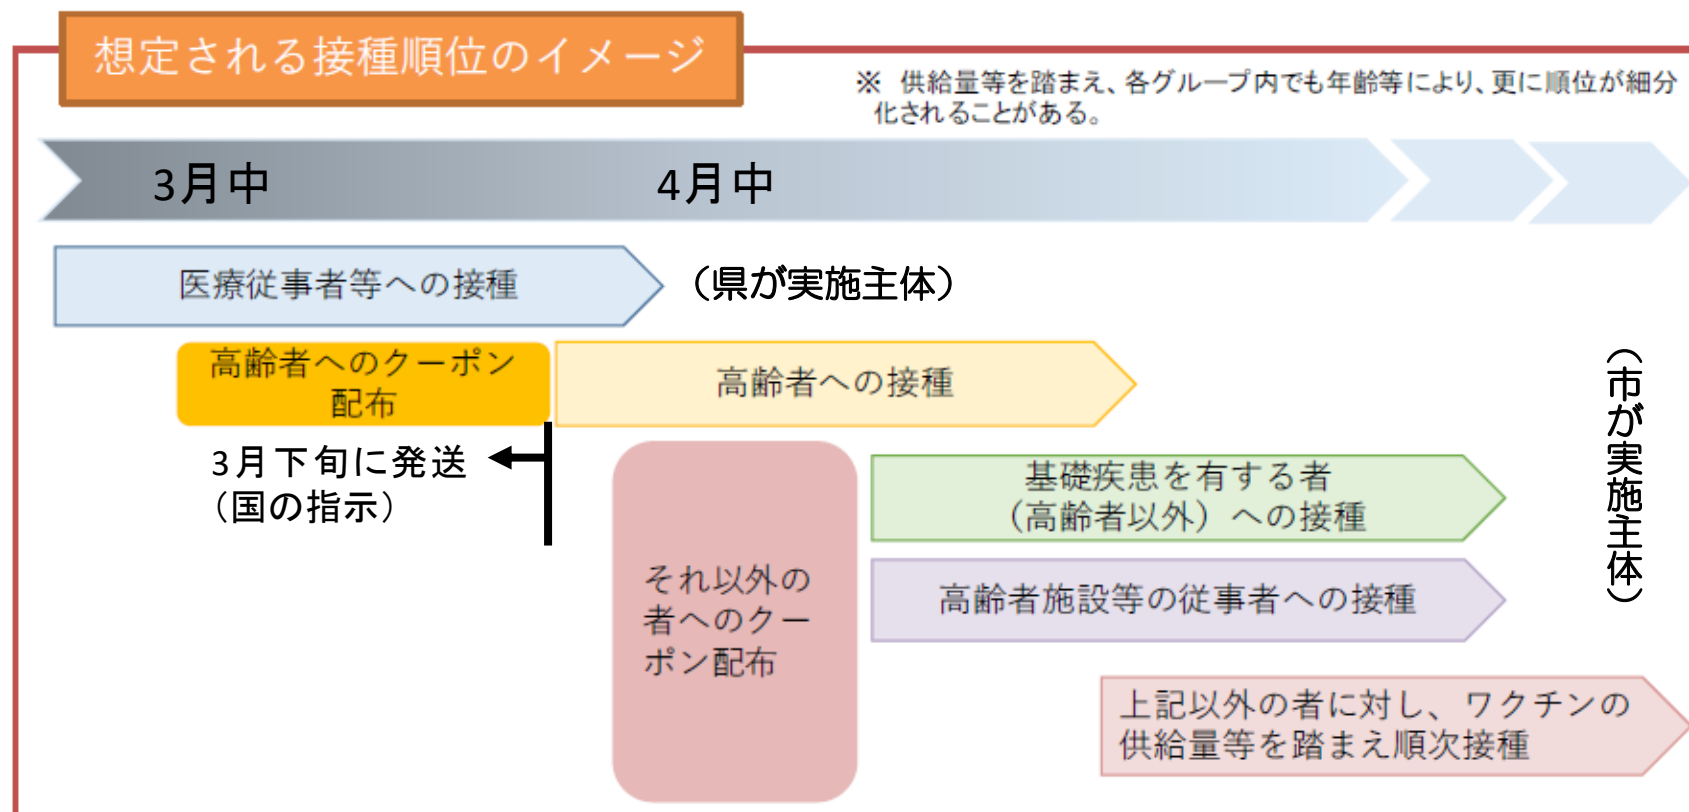 想定される接種順位のイメージ
※ 供給量等を踏まえ、各グループ内でも年齢等により、更に順位が細分
化されることがある。
3月中
4月中
医療従事者等への接種
（県が実施主体）
高齢者へのクーポン
配布
高齢者への接種
3月下旬に発送
（国の指示）
（市が実施主体）
それ以外の
者へのクー
ポン配布
基礎疾患を有する者
（高齢者以外）への接種
高齢者施設等の従事者への接種
上記以外の者に対し、ワクチンの
供給量等を踏まえ順次接種